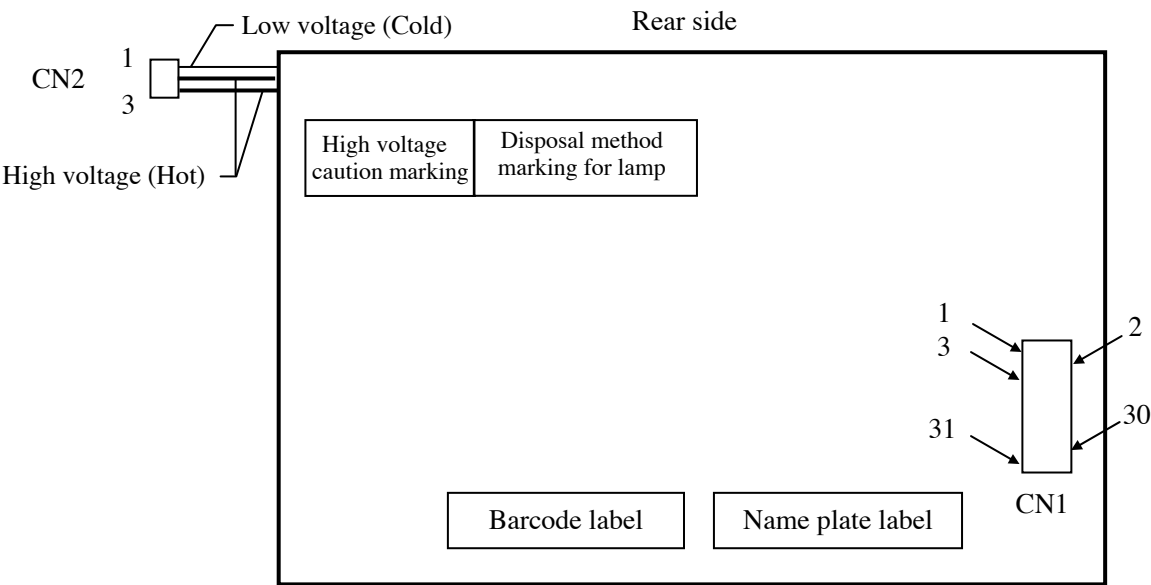 Rear side
Low voltage (Cold)
1
CN2
3
High voltage (Hot)
High voltage
caution marking
Disposal method
marking for lamp
1
2
3
31
30
CN1
Barcode label
Name plate label